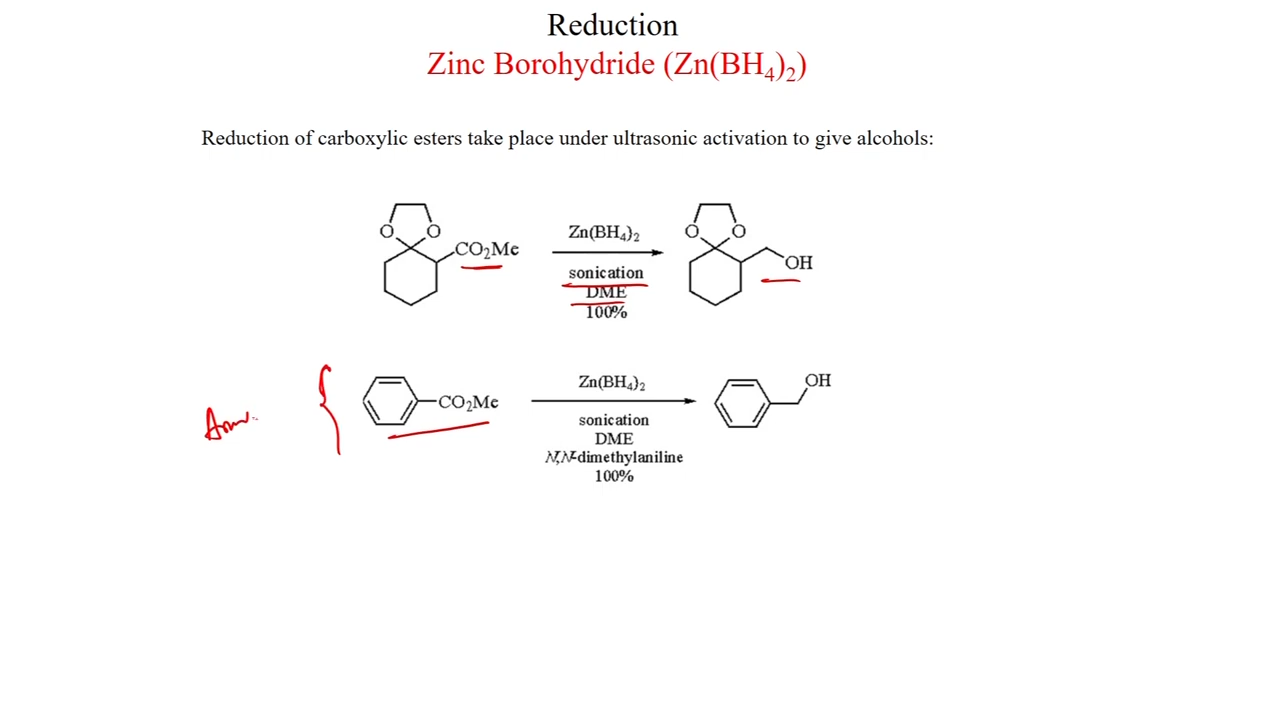 Reduction
Zinc Borohydride (Zn(BH₄)₂)
Reduction of carboxylic esters take place under ultrasonic activation to give alcohols:
O O CO₂Me
Zn(BH₄)₂
sonication
DME
100%
O O OH
CO₂Me
Zn(BH₄)₂
sonication
DME
N,N-dimethylaniline
100%
OH